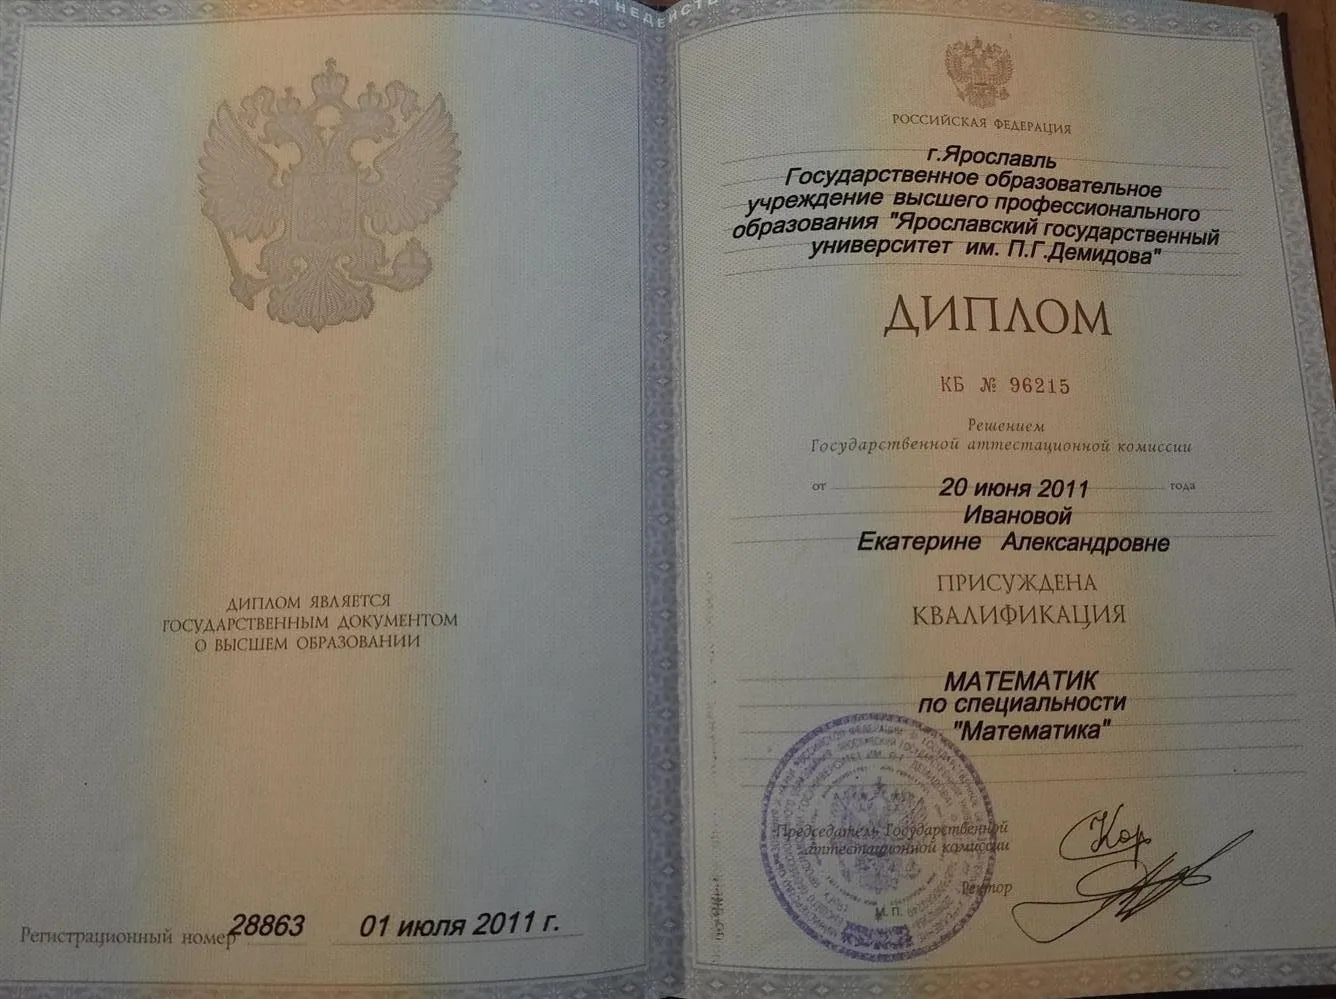 ДИПЛОМ ЯВЛЯЕТСЯ
ГОСУДАРСТВЕННЫМ ДОКУМЕНТОМ
О ВЫСШЕМ ОБРАЗОВАНИИ
Регистрационный номер 28863 01 июля 2011 г.
РОССИЙСКАЯ ФЕДЕРАЦИЯ
г.Ярославль
Государственное образовательное
учреждение высшего профессионального
образования "Ярославский государственный
университет им. П.Г.Демидова"
ДИПЛОМ
КБ № 96215
Решением
Государственной аттестационной комиссии
от 20 июня 2011 года
Ивановой
Екатерине Александровне
ПРИСУЖДЕНА
КВАЛИФИКАЦИЯ
МАТЕМАТИК
по специальности
"Математика"
Председатель Государственной
аттестационной комиссии
Ректор
М.П.